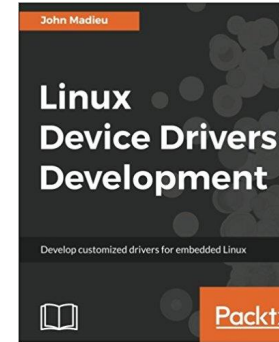 John Madieu
Linux
Device Drivers
Development
Develop customized drivers for embedded Linux
Packt